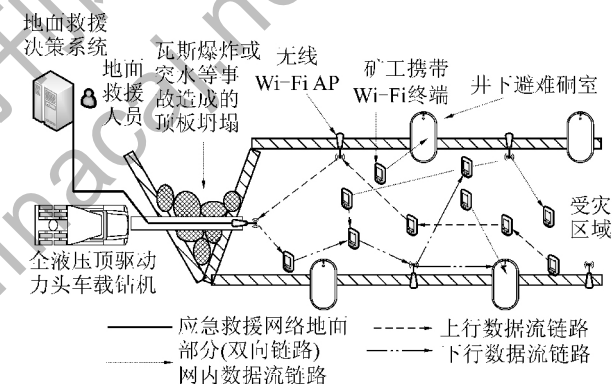 地面救援
决策系统
地面
救援
人员
瓦斯爆炸或
突水等事
故造成的
顶板坍塌
无线
Wi-Fi AP
矿工携带
Wi-Fi终端
井下避难硐室
受灾
区域
全液压顶驱动
力头车载钻机
应急救援网络地面
部分(双向链路)
网内数据流链路
上行数据流链路
下行数据流链路